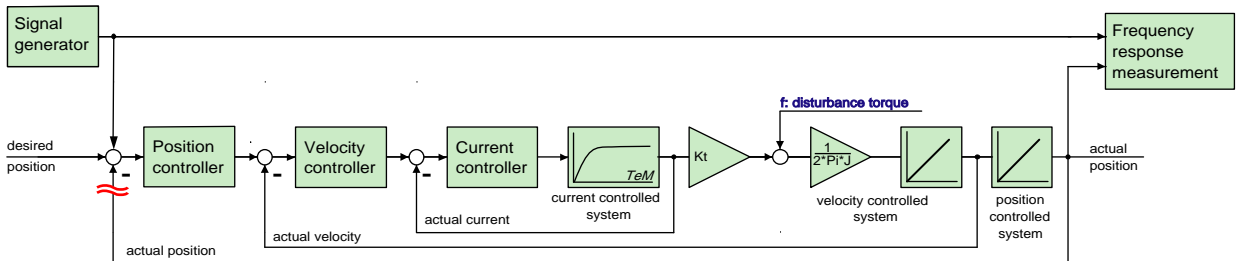 Signal
generator
Frequency
response
measurement
f: disturbance torque
desired
position
Position
controller
Velocity
controller
Current
controller
TeM
current controlled
system
Kt
1
2*Pi*J
velocity controlled
system
position
controlled
system
actual
position
-
-
-
actual current
actual velocity
actual position